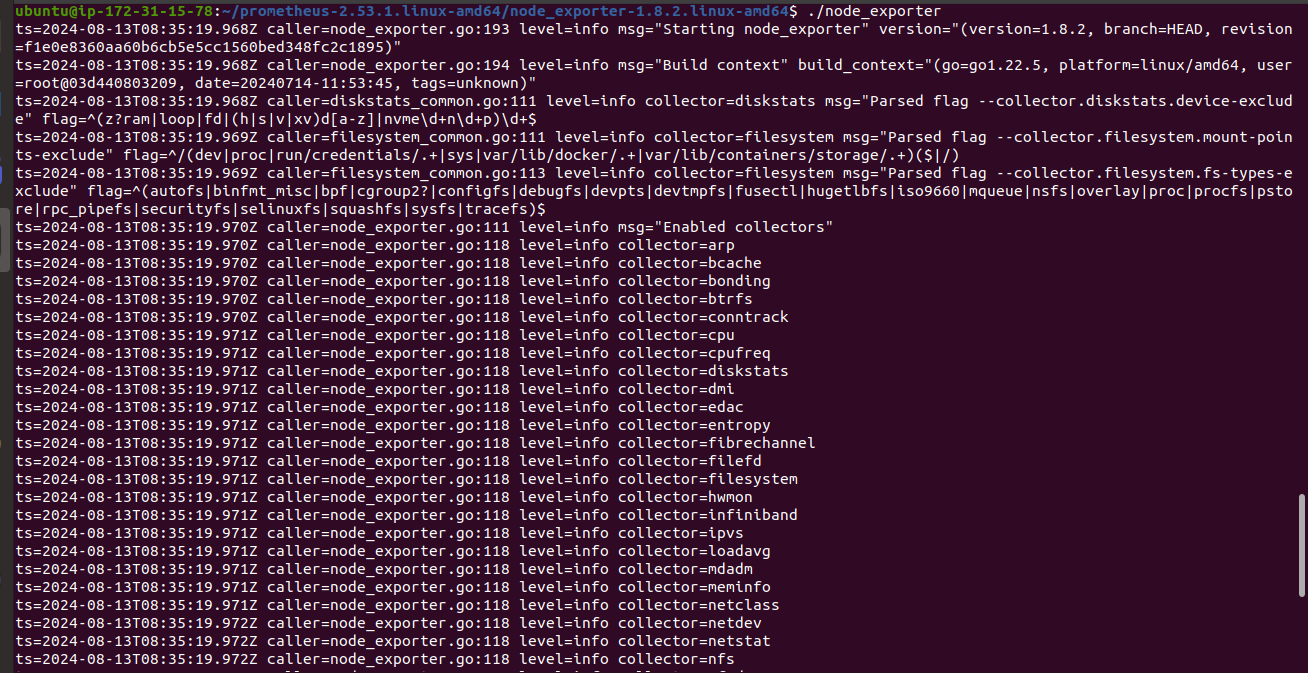 ubuntu@ip-172-31-15-78:~/prometheus-2.53.1.linux-amd64/node_exporter-1.8.2.linux-amd64$ ./node_exporter
ts=2024-08-13T08:35:19.968Z caller=node_exporter.go:193 level=info msg="Starting node_exporter" version="(version=1.8.2, branch=HEAD, revision
=f1e0e8360aa60b6cb5e5cc1560bed348fc2c1895)"
ts=2024-08-13T08:35:19.968Z caller=node_exporter.go:194 level=info msg="Build context" build_context="(go=go1.22.5, platform=linux/amd64, user
=root@03d440803209, date=20240714-11:53:45, tags=unknown)"
ts=2024-08-13T08:35:19.968Z caller=diskstats_common.go:111 level=info collector=diskstats msg="Parsed flag --collector.diskstats.device-exclud
e" flag=^(z?ram|loop|fd|(h|s|v|xv)d[a-z]|nvme\d+n\d+p)\d+$
ts=2024-08-13T08:35:19.969Z caller=filesystem_common.go:111 level=info collector=filesystem msg="Parsed flag --collector.filesystem.mount-poin
ts-exclude" flag=^/(dev|proc|run/credentials/.+|sys|var/lib/docker/.+|var/lib/containers/storage/.+)($|/)
ts=2024-08-13T08:35:19.969Z caller=filesystem_common.go:113 level=info collector=filesystem msg="Parsed flag --collector.filesystem.fs-types-e
xclude" flag=^(autofs|binfmt_misc|bpf|cgroup2?|configfs|debugfs|devpts|devtmpfs|fusectl|hugetlbfs|iso9660|mqueue|nsfs|overlay|proc|procfs|psto
re|rpc_pipefs|securityfs|selinuxfs|squashfs|sysfs|tracefs)$
ts=2024-08-13T08:35:19.970Z caller=node_exporter.go:111 level=info msg="Enabled collectors"
ts=2024-08-13T08:35:19.970Z caller=node_exporter.go:118 level=info collector=arp
ts=2024-08-13T08:35:19.970Z caller=node_exporter.go:118 level=info collector=bcache
ts=2024-08-13T08:35:19.970Z caller=node_exporter.go:118 level=info collector=bonding
ts=2024-08-13T08:35:19.970Z caller=node_exporter.go:118 level=info collector=btrfs
ts=2024-08-13T08:35:19.970Z caller=node_exporter.go:118 level=info collector=conntrack
ts=2024-08-13T08:35:19.971Z caller=node_exporter.go:118 level=info collector=cpu
ts=2024-08-13T08:35:19.971Z caller=node_exporter.go:118 level=info collector=cpufreq
ts=2024-08-13T08:35:19.971Z caller=node_exporter.go:118 level=info collector=diskstats
ts=2024-08-13T08:35:19.971Z caller=node_exporter.go:118 level=info collector=dmi
ts=2024-08-13T08:35:19.971Z caller=node_exporter.go:118 level=info collector=edac
ts=2024-08-13T08:35:19.971Z caller=node_exporter.go:118 level=info collector=entropy
ts=2024-08-13T08:35:19.971Z caller=node_exporter.go:118 level=info collector=fibrechannel
ts=2024-08-13T08:35:19.971Z caller=node_exporter.go:118 level=info collector=filefd
ts=2024-08-13T08:35:19.971Z caller=node_exporter.go:118 level=info collector=filesystem
ts=2024-08-13T08:35:19.971Z caller=node_exporter.go:118 level=info collector=hwmon
ts=2024-08-13T08:35:19.971Z caller=node_exporter.go:118 level=info collector=infiniband
ts=2024-08-13T08:35:19.971Z caller=node_exporter.go:118 level=info collector=ipvs
ts=2024-08-13T08:35:19.971Z caller=node_exporter.go:118 level=info collector=loadavg
ts=2024-08-13T08:35:19.971Z caller=node_exporter.go:118 level=info collector=mdadm
ts=2024-08-13T08:35:19.971Z caller=node_exporter.go:118 level=info collector=meminfo
ts=2024-08-13T08:35:19.971Z caller=node_exporter.go:118 level=info collector=netclass
ts=2024-08-13T08:35:19.972Z caller=node_exporter.go:118 level=info collector=netdev
ts=2024-08-13T08:35:19.972Z caller=node_exporter.go:118 level=info collector=netstat
ts=2024-08-13T08:35:19.972Z caller=node_exporter.go:118 level=info collector=nfs